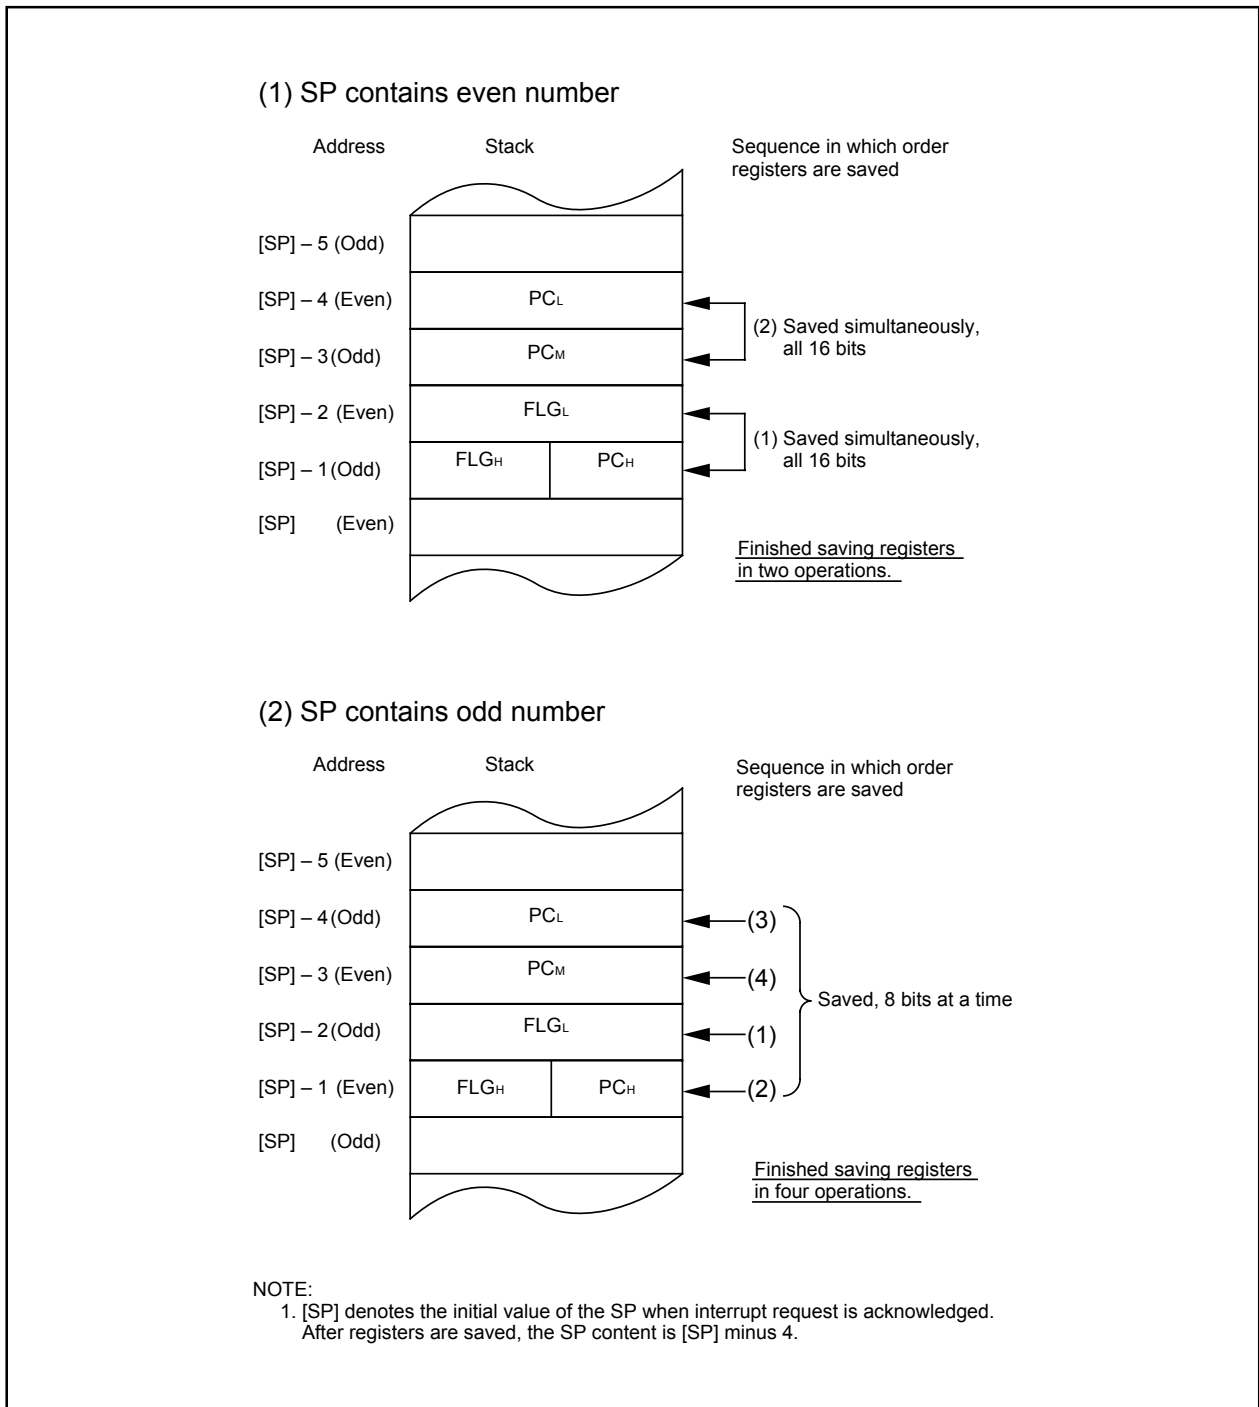 (1) SP contains even number
Address Stack Sequence in which order
registers are saved
[SP] – 5 (Odd)
[SP] – 4 (Even) PCL
(2) Saved simultaneously,
all 16 bits
[SP] – 3 (Odd) PCM
[SP] – 2 (Even) FLGL
(1) Saved simultaneously,
all 16 bits
[SP] – 1 (Odd) FLGH PCH
[SP] (Even)
Finished saving registers
in two operations.
(2) SP contains odd number
Address Stack Sequence in which order
registers are saved
[SP] – 5 (Even)
[SP] – 4 (Odd) PCL (3)
[SP] – 3 (Even) PCM (4)
Saved, 8 bits at a time
[SP] – 2 (Odd) FLGL (1)
[SP] – 1 (Even) FLGH PCH (2)
[SP] (Odd)
Finished saving registers
in four operations.
NOTE:
1. [SP] denotes the initial value of the SP when interrupt request is acknowledged.
After registers are saved, the SP content is [SP] minus 4.